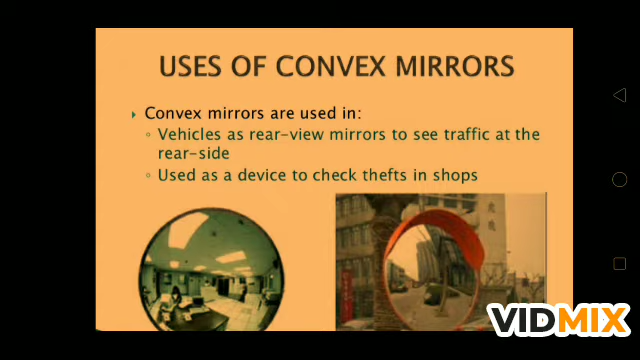 USES OF CONVEX MIRRORS
Convex mirrors are used in:
Vehicles as rear-view mirrors to see traffic at the
rear-side
Used as a device to check thefts in shops
VIDMIX